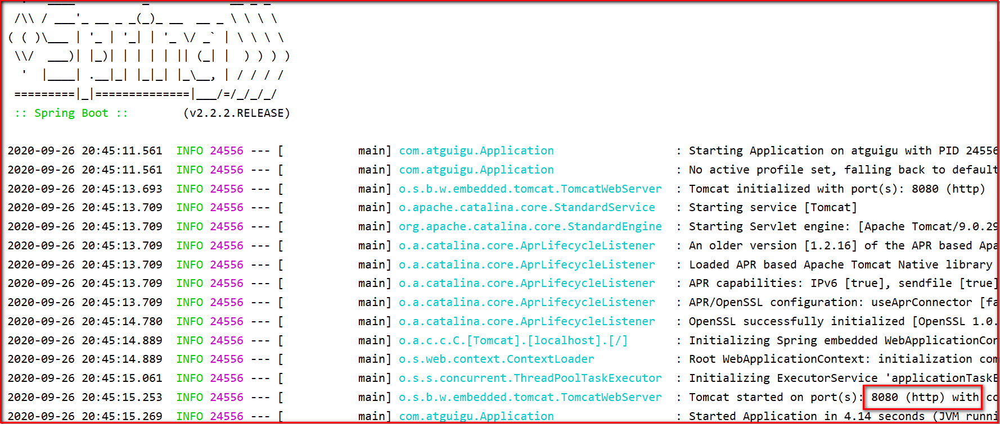 .   ____          _            __ _ _
 /\\ / ___'_ __ _ _(_)_ __  __ _ \ \ \ \
( ( )\___ | '_ | '_| | '_ \/ _` | \ \ \ \
 \\/  ___)| |_)| | | | | || (_| |  ) ) ) )
  '  |____| .__|_| |_|_| |_\__, | / / / /
 =========|_|==============|___/=/_/_/_/
 :: Spring Boot ::        (v2.2.2.RELEASE)
2020-09-26 20:45:11.561  INFO 24556 --- [           main] com.atguigu.Application                  : Starting Application on atguigu with PID 24556
2020-09-26 20:45:11.561  INFO 24556 --- [           main] com.atguigu.Application                  : No active profile set, falling back to default
2020-09-26 20:45:13.693  INFO 24556 --- [           main] o.s.b.w.embedded.tomcat.TomcatWebServer  : Tomcat initialized with port(s): 8080 (http)
2020-09-26 20:45:13.709  INFO 24556 --- [           main] o.apache.catalina.core.StandardService   : Starting service [Tomcat]
2020-09-26 20:45:13.709  INFO 24556 --- [           main] org.apache.catalina.core.StandardEngine  : Starting Servlet engine: [Apache Tomcat/9.0.29
2020-09-26 20:45:13.709  INFO 24556 --- [           main] o.a.catalina.core.AprLifecycleListener   : An older version [1.2.16] of the APR based Apa
2020-09-26 20:45:13.709  INFO 24556 --- [           main] o.a.catalina.core.AprLifecycleListener   : Loaded APR based Apache Tomcat Native library
2020-09-26 20:45:13.709  INFO 24556 --- [           main] o.a.catalina.core.AprLifecycleListener   : APR capabilities: IPv6 [true], sendfile [true]
2020-09-26 20:45:13.709  INFO 24556 --- [           main] o.a.catalina.core.AprLifecycleListener   : APR/OpenSSL configuration: useAprConnector [fa
2020-09-26 20:45:14.780  INFO 24556 --- [           main] o.a.catalina.core.AprLifecycleListener   : OpenSSL successfully initialized [OpenSSL 1.0.
2020-09-26 20:45:14.889  INFO 24556 --- [           main] o.a.c.c.C.[Tomcat].[localhost].[/]       : Initializing Spring embedded WebApplicationCon
2020-09-26 20:45:14.889  INFO 24556 --- [           main] o.s.web.context.ContextLoader            : Root WebApplicationContext: initialization com
2020-09-26 20:45:15.061  INFO 24556 --- [           main] o.s.s.concurrent.ThreadPoolTaskExecutor  : Initializing ExecutorService 'applicationTaskE
2020-09-26 20:45:15.253  INFO 24556 --- [           main] o.s.b.w.embedded.tomcat.TomcatWebServer  : Tomcat started on port(s): 8080 (http) with co
2020-09-26 20:45:15.269  INFO 24556 --- [           main] com.atguigu.Application                  : Started Application in 4.14 seconds (JVM runni